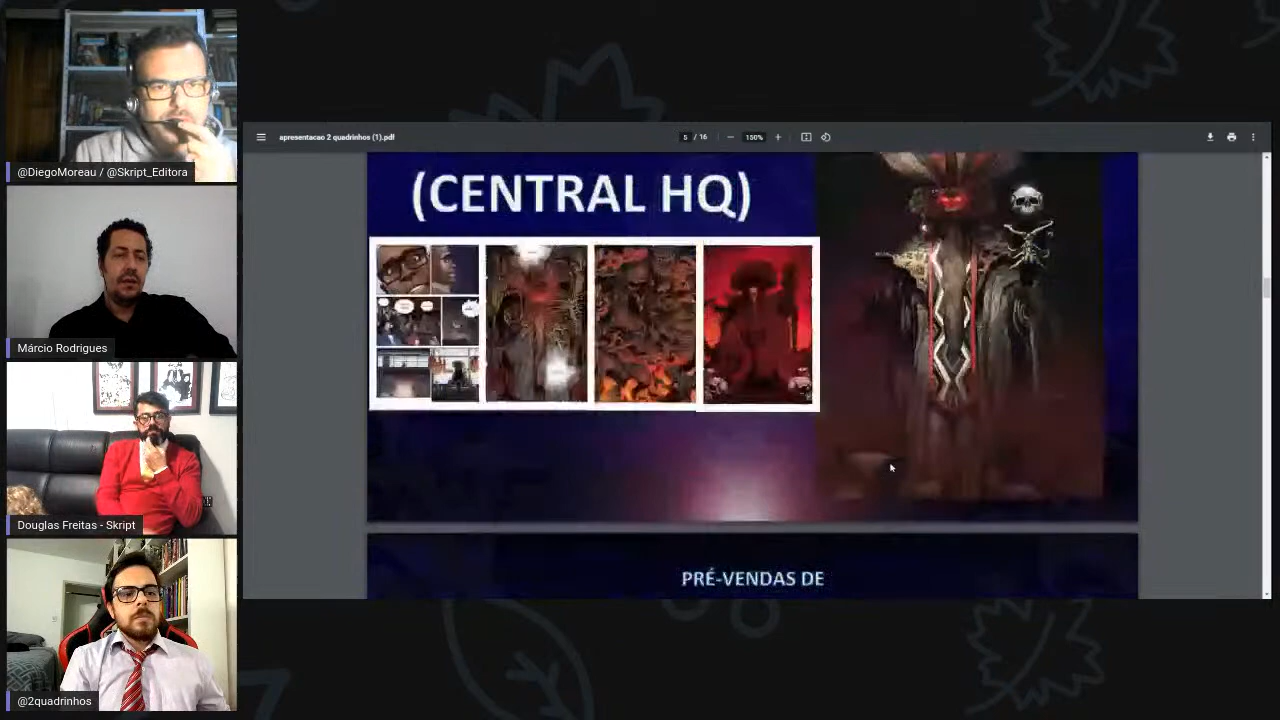 @DiegoMoreau / @Skript_Editora
Márcio Rodrigues
Douglas Freitas - Skript
@2quadrinhos
apresentacao 2 quadrinhos (1).pdf
5 / 16
150%
(CENTRAL HQ)
PRÉ-VENDAS DE